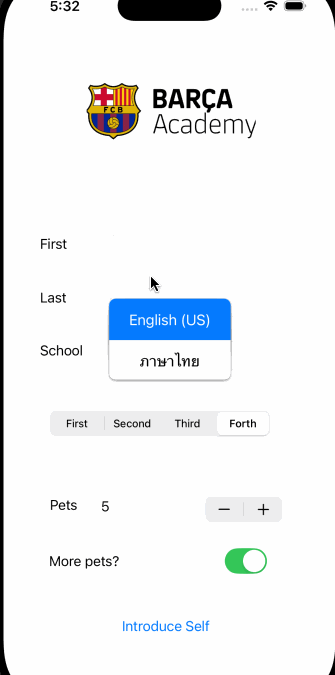 5:32
FCB
BARÇA
Academy
First
Last
English (US)
ภาษาไทย
School
First Second Third Forth
Pets 5 − +
More pets?
Introduce Self